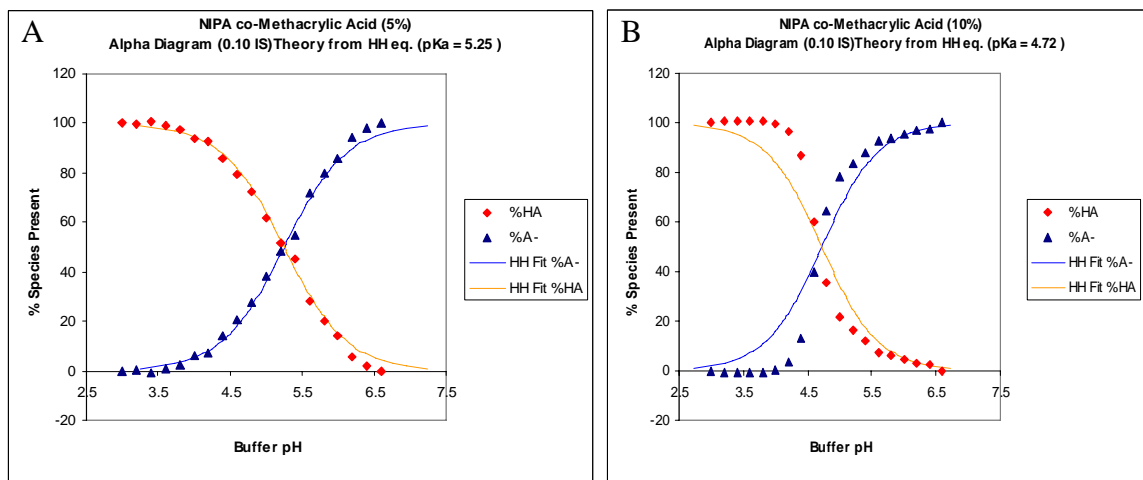 A
NIPA co-Methacrylic Acid (5%)
Alpha Diagram (0.10 IS)Theory from HH eq. (pKa = 5.25 )
120
100
80
60
40
20
0
-20
2.5 3.5 4.5 5.5 6.5 7.5
% Species Present
Buffer pH
%HA
%A-
HH Fit %A-
HH Fit %HA
B
NIPA co-Methacrylic Acid (10%)
Alpha Diagram (0.10 IS)Theory from HH eq. (pKa = 4.72 )
120
100
80
60
40
20
0
-20
2.5 3.5 4.5 5.5 6.5 7.5
% Species Present
Buffer pH
%HA
%A-
HH Fit %A-
HH Fit %HA